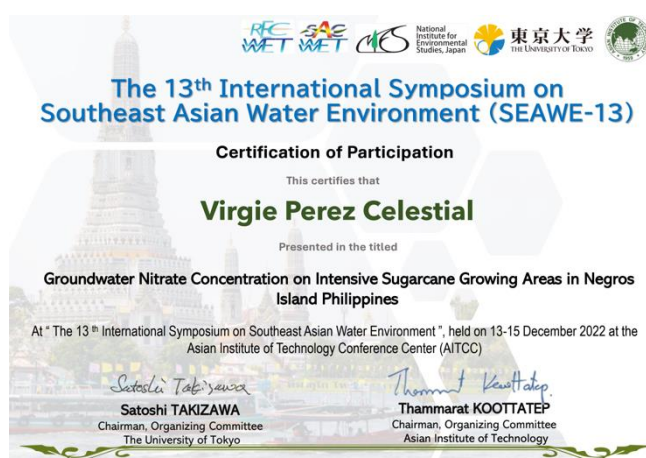 RFC SAC
WET WET
National
Institute for
Environmental
Studies, Japan
東京大学
THE UNIVERSITY OF TOKYO
The 13th International Symposium on
Southeast Asian Water Environment (SEAWE-13)
Certification of Participation
This certifies that
Virgie Perez Celestial
Presented in the titled
Groundwater Nitrate Concentration on Intensive Sugarcane Growing Areas in Negros
Island Philippines
At “ The 13 th International Symposium on Southeast Asian Water Environment ”, held on 13-15 December 2022 at the
Asian Institute of Technology Conference Center (AITCC)
Satoshi Takizawa
Satoshi TAKIZAWA
Chairman, Organizing Committee
The University of Tokyo
Thammarat KOOTTATEP
Chairman, Organizing Committee
Asian Institute of Technology